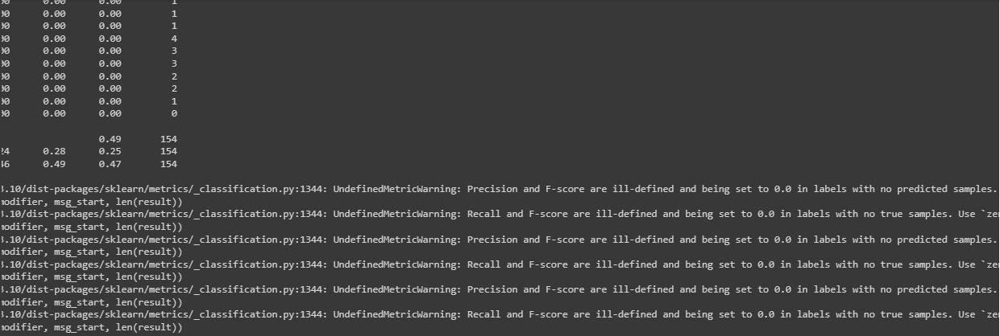 00 0.00 0.00 1
00 0.00 0.00 1
00 0.00 0.00 1
00 0.00 0.00 4
00 0.00 0.00 3
00 0.00 0.00 3
00 0.00 0.00 2
00 0.00 0.00 2
00 0.00 0.00 1
00 0.00 0.00 0
0.49 154
24 0.28 0.25 154
46 0.49 0.47 154
3.10/dist-packages/sklearn/metrics/_classification.py:1344: UndefinedMetricWarning: Precision and F-score are ill-defined and being set to 0.0 in labels with no predicted samples.
modifier, msg_start, len(result))
3.10/dist-packages/sklearn/metrics/_classification.py:1344: UndefinedMetricWarning: Recall and F-score are ill-defined and being set to 0.0 in labels with no true samples. Use `ze
modifier, msg_start, len(result))
3.10/dist-packages/sklearn/metrics/_classification.py:1344: UndefinedMetricWarning: Precision and F-score are ill-defined and being set to 0.0 in labels with no predicted samples.
modifier, msg_start, len(result))
3.10/dist-packages/sklearn/metrics/_classification.py:1344: UndefinedMetricWarning: Recall and F-score are ill-defined and being set to 0.0 in labels with no true samples. Use `ze
modifier, msg_start, len(result))
3.10/dist-packages/sklearn/metrics/_classification.py:1344: UndefinedMetricWarning: Precision and F-score are ill-defined and being set to 0.0 in labels with no predicted samples.
modifier, msg_start, len(result))
3.10/dist-packages/sklearn/metrics/_classification.py:1344: UndefinedMetricWarning: Recall and F-score are ill-defined and being set to 0.0 in labels with no true samples. Use `ze
modifier, msg_start, len(result))